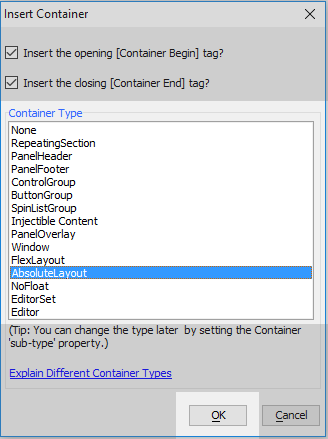 Insert Container
Insert the opening [Container Begin] tag?
Insert the closing [Container End] tag?
Container Type
None
RepeatingSection
PanelHeader
PanelFooter
ControlGroup
ButtonGroup
SpinListGroup
Injectible Content
PanelOverlay
Window
FlexLayout
AbsoluteLayout
NoFloat
EditorSet
Editor
(Tip: You can change the type later by setting the Container
'sub-type' property.)
Explain Different Container Types
OK Cancel